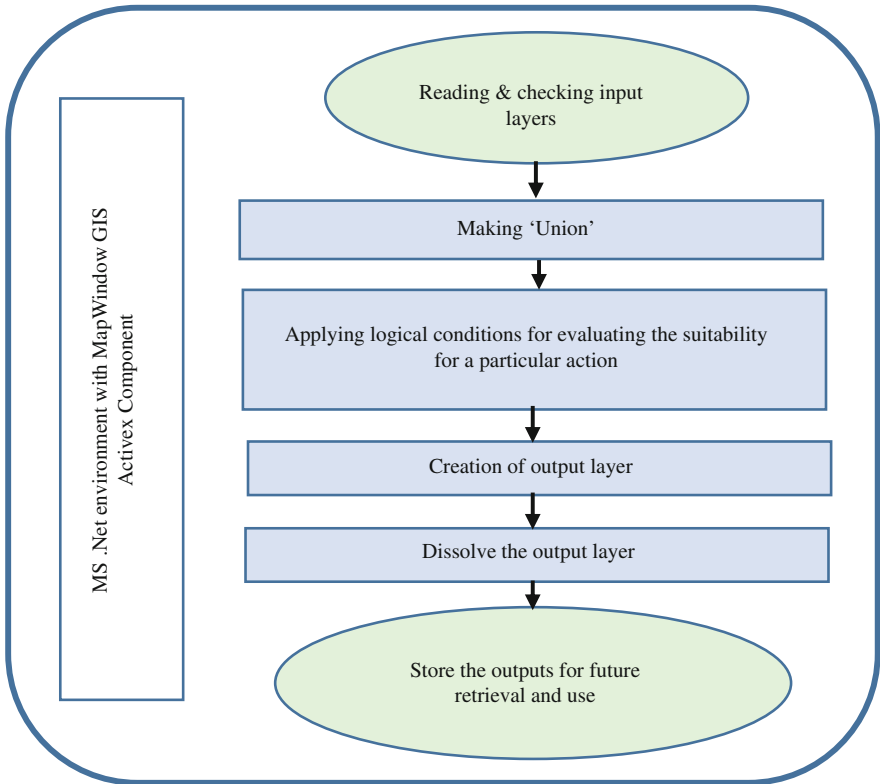 Reading & checking input
layers
Making ‘Union’
Applying logical conditions for evaluating the suitability
for a particular action
Creation of output layer
Dissolve the output layer
Store the outputs for future
retrieval and use
MS .Net environment with MapWindow GIS
Activex Component